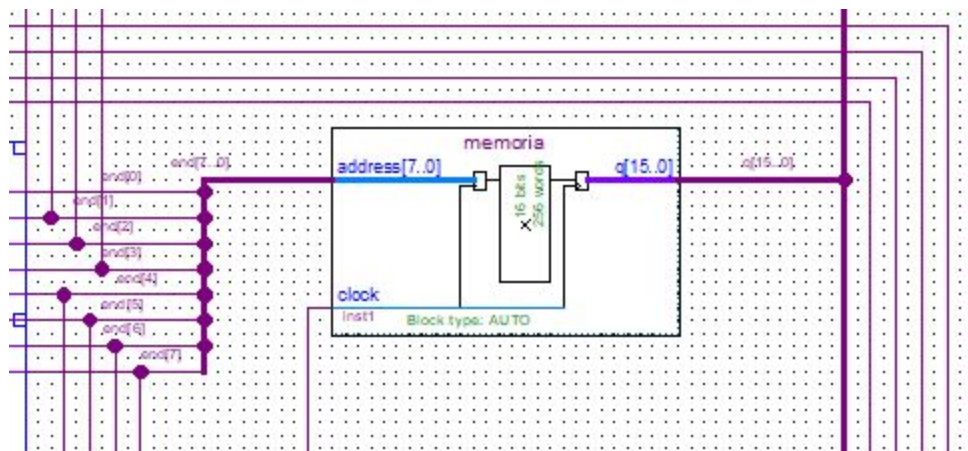 memoria
end[7..0]
address[7..0]
q[15..0]
q[15..0]
end[0]
end[1]
end[2]
end[3]
end[4]
end[5]
end[6]
end[7]
16 bits
256 words
clock
inst1
Block type: AUTO